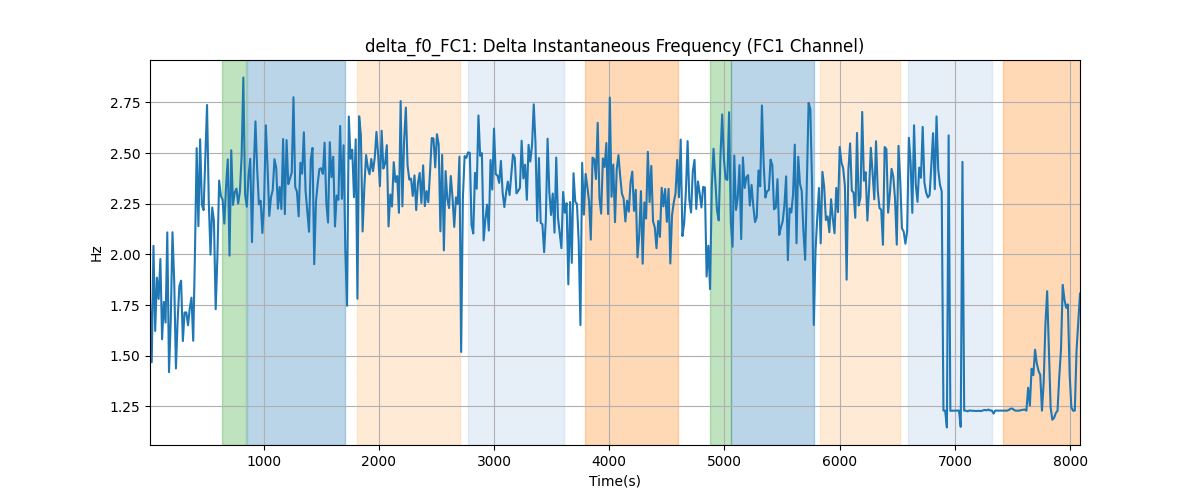 delta_f0_FC1: Delta Instantaneous Frequency (FC1 Channel)
Hz
2.75
2.50
2.25
2.00
1.75
1.50
1.25
1000 2000 3000 4000 5000 6000 7000 8000
Time(s)